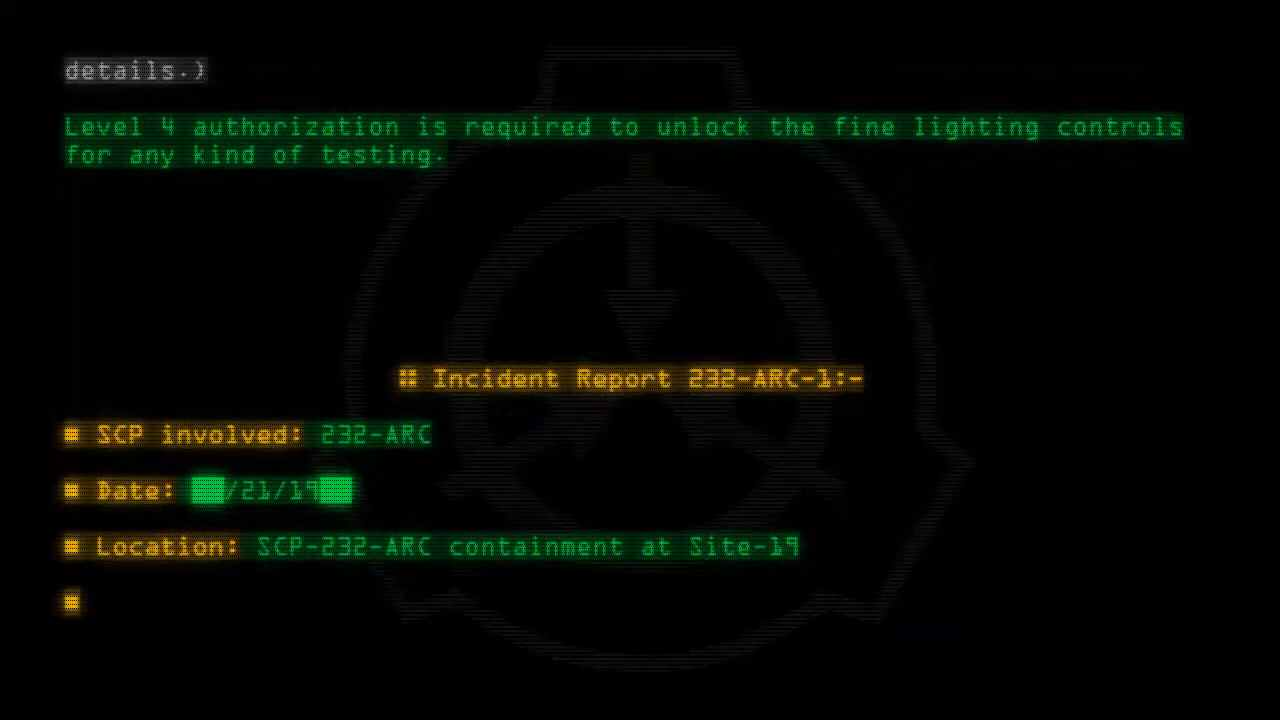 details.)
Level 4 authorization is required to unlock the fine lighting controls
for any kind of testing.
# Incident Report 232-ARC-1:-
■ SCP involved: 232-ARC
■ Date: ██/21/19██
■ Location: SCP-232-ARC containment at Site-19
■